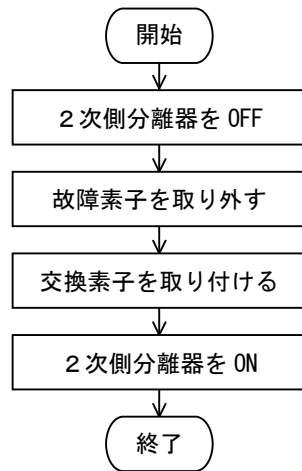 開始
２次側分離器を OFF
故障素子を取り外す
交換素子を取り付ける
２次側分離器を ON
終了